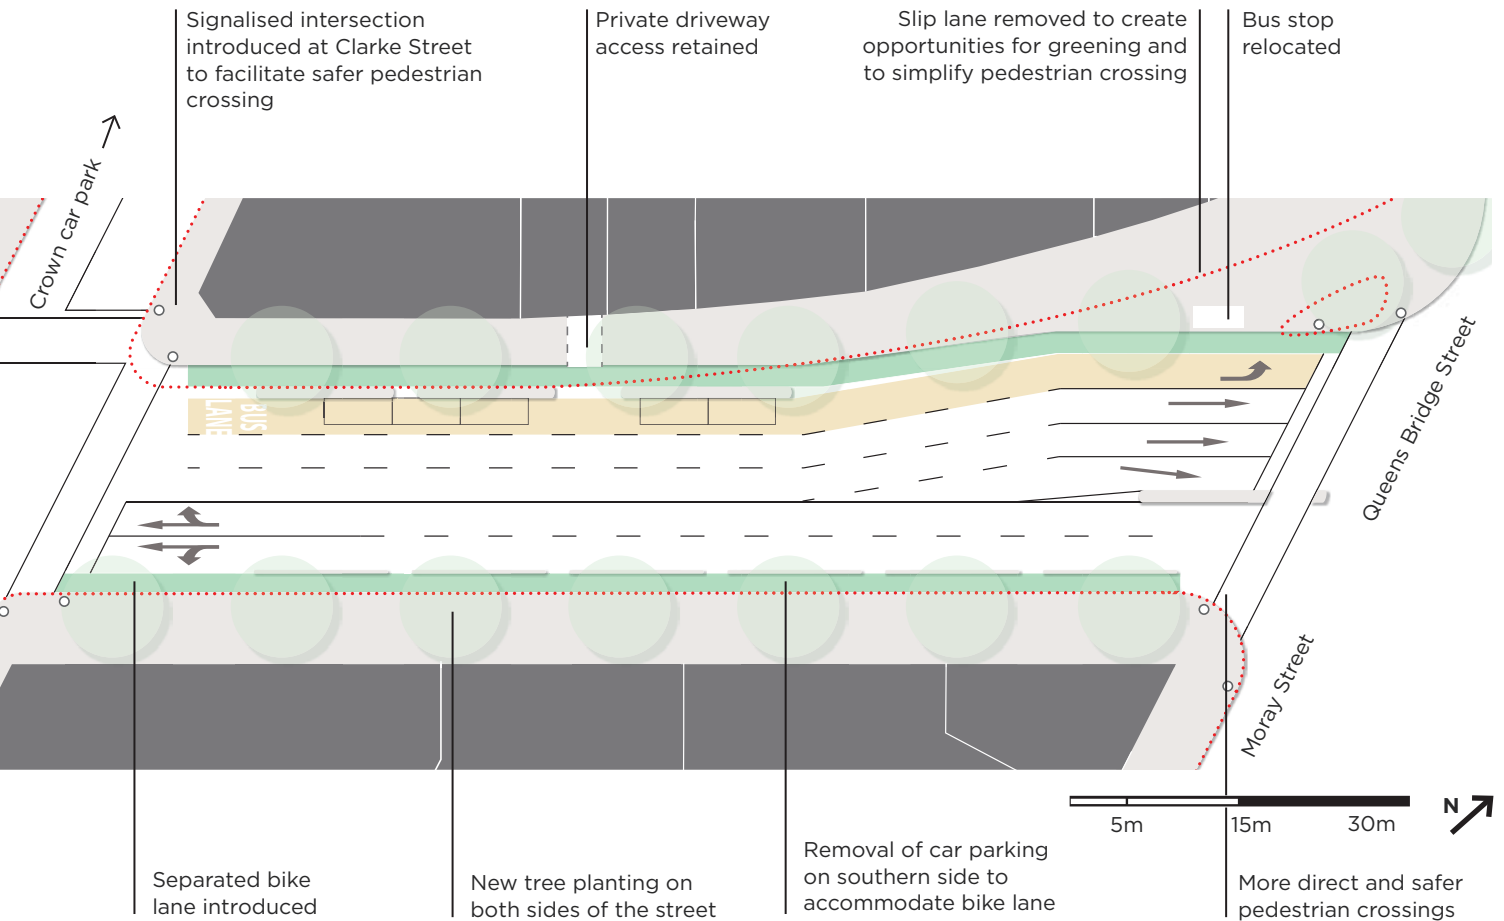 Signalised intersection
introduced at Clarke Street
to facilitate safer pedestrian
crossing
Private driveway
access retained
Slip lane removed to create
opportunities for greening and
to simplify pedestrian crossing
Bus stop
relocated
Crown car park
BUS
LANE
Queens Bridge Street
Moray Street
5m
15m
30m
N
Separated bike
lane introduced
New tree planting on
both sides of the street
Removal of car parking
on southern side to
accommodate bike lane
More direct and safer
pedestrian crossings